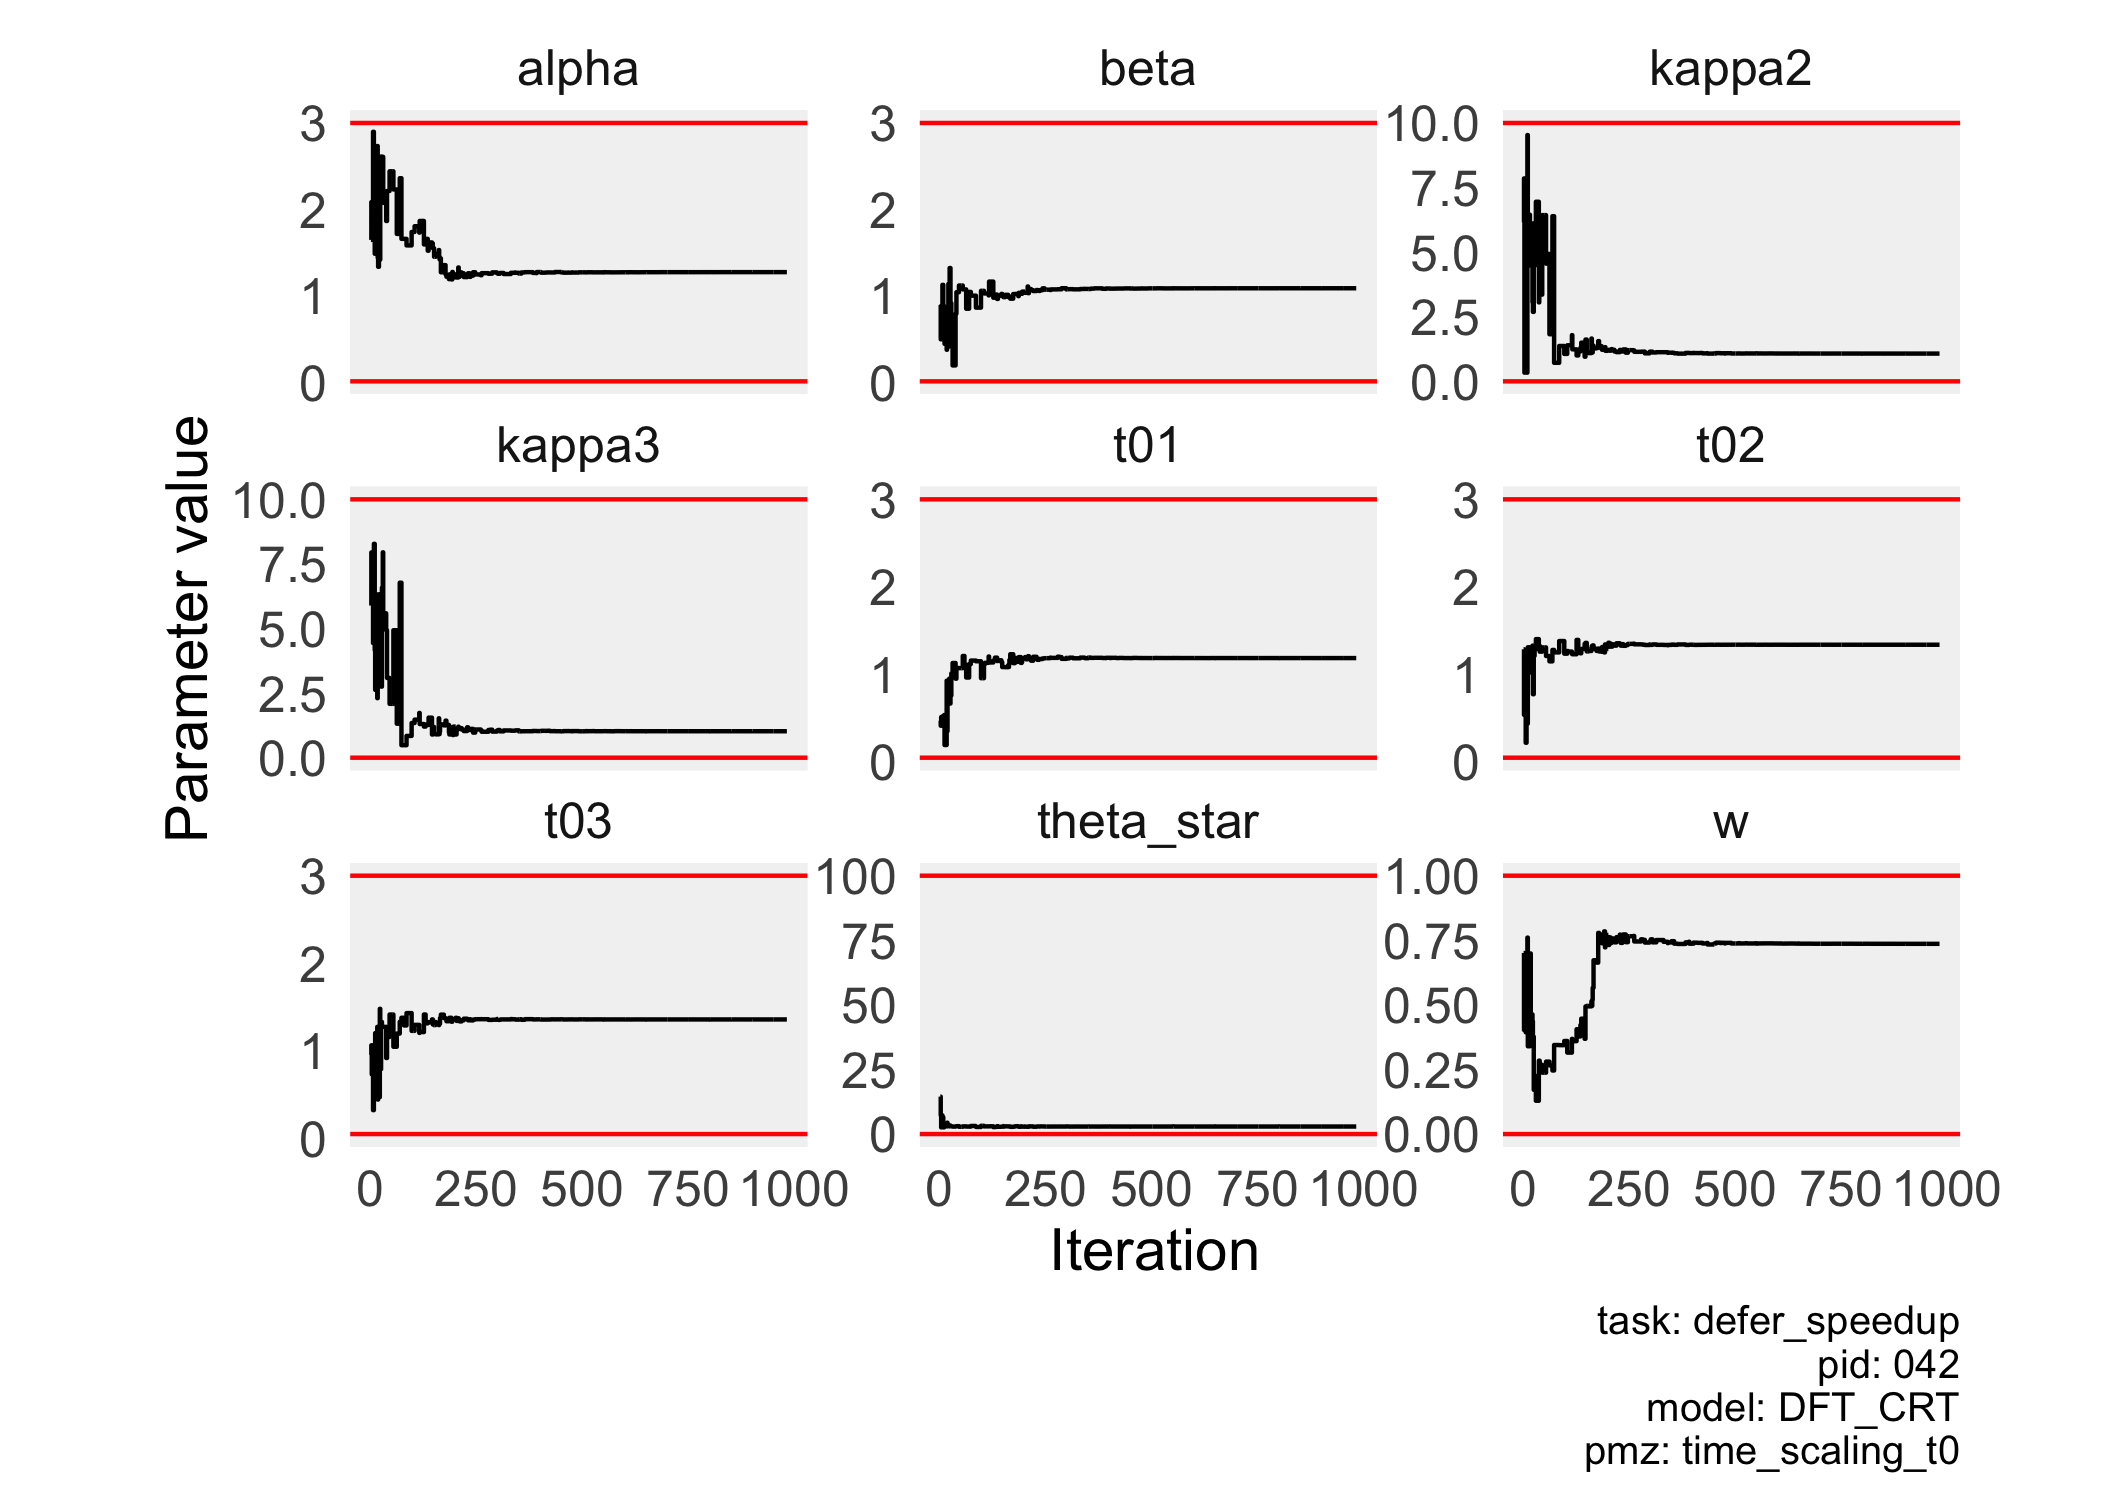 alpha
beta
kappa2
3
2
1
0
3
2
1
0
10.0
7.5
5.0
2.5
0.0
kappa3
t01
t02
10.0
7.5
5.0
2.5
0.0
3
2
1
0
3
2
1
0
t03
theta_star
w
3
2
1
0
100
75
50
25
0
1.00
0.75
0.50
0.25
0.00
0 250 500 750 1000
0 250 500 750 1000
0 250 500 750 1000
Parameter value
Iteration
task: defer_speedup
pid: 042
model: DFT_CRT
pmz: time_scaling_t0